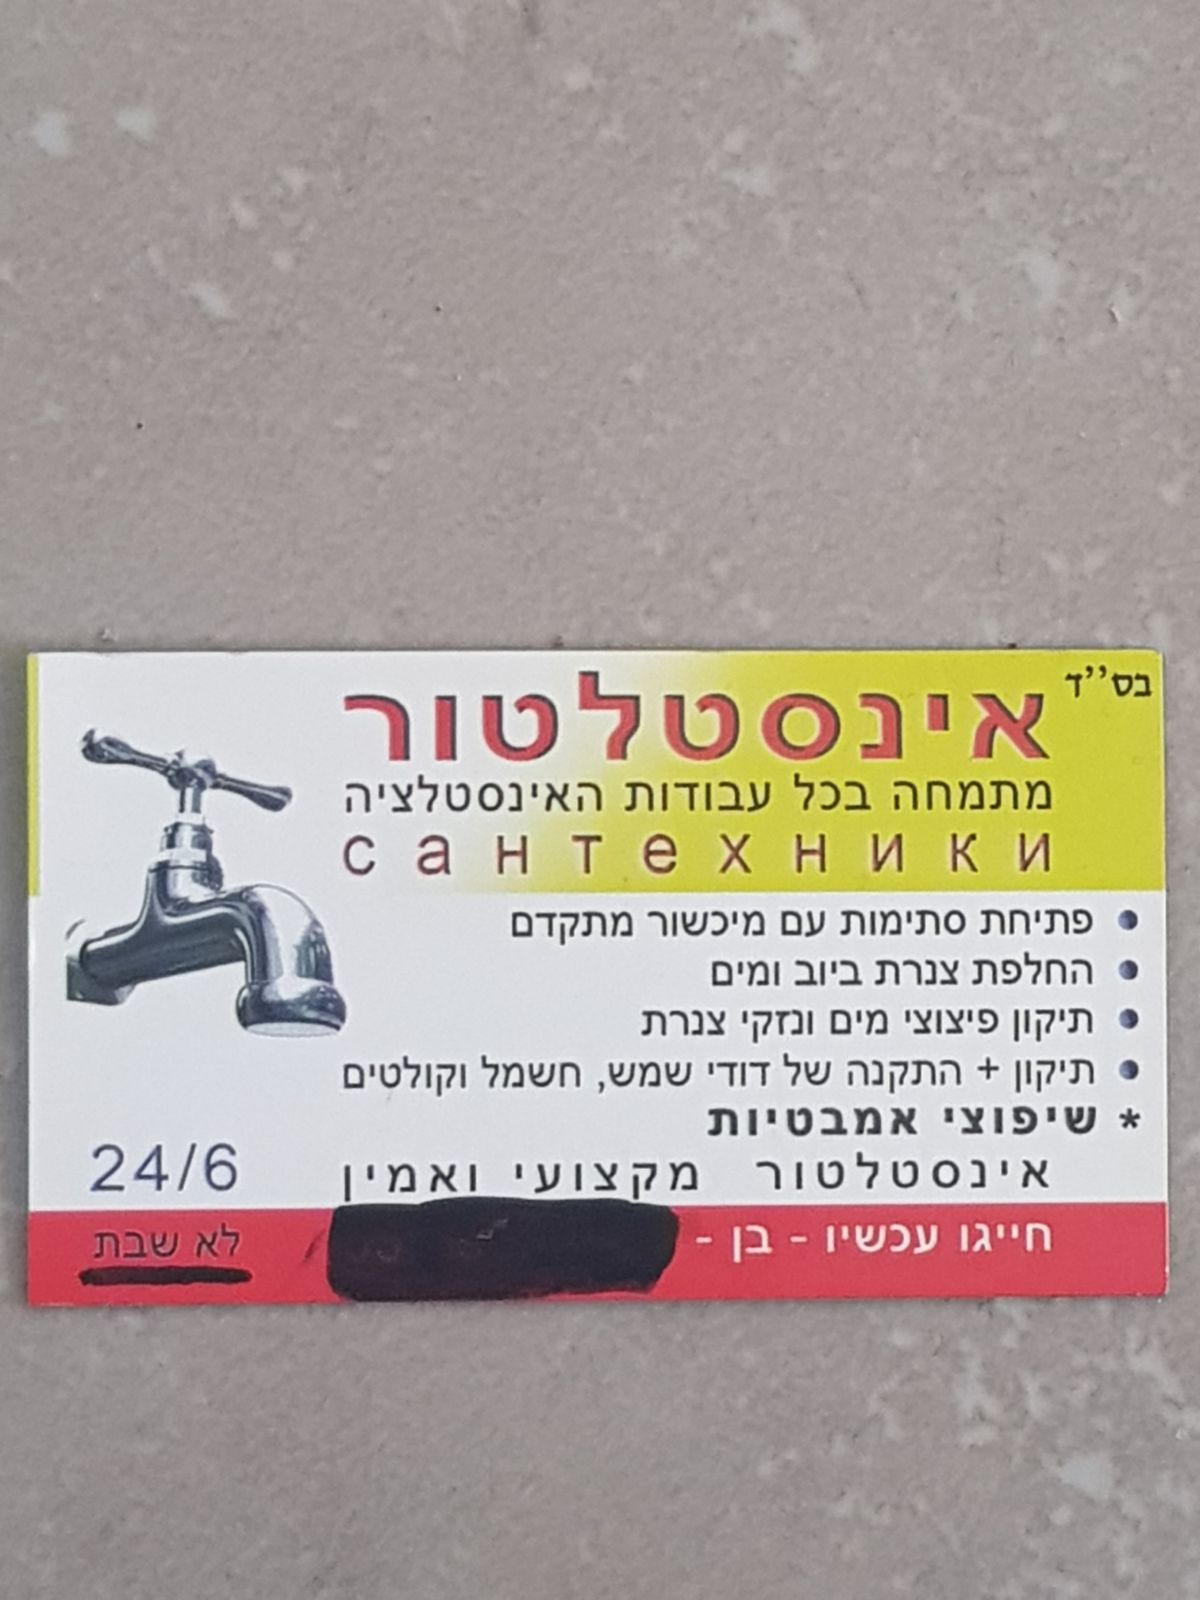 בס''ד
אינסטלטור
מתמחה בכל עבודות האינסטלציה
сантехники
• פתיחת סתימות עם מיכשור מתקדם
• החלפת צנרת ביוב ומים
• תיקון פיצוצי מים ונזקי צנרת
• תיקון + התקנה של דודי שמש, חשמל וקולטים
* שיפוצי אמבטיות
אינסטלטור מקצועי ואמין
24/6
חייגו עכשיו - בן -
לא שבת